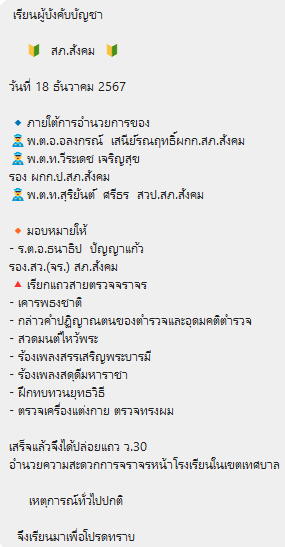 เรียนผู้บังคับบัญชา
🔰 สภ.สังคม 🔰
วันที่ 18 ธันวาคม 2567
🔹ภายใต้การอำนวยการของ
👮พ.ต.อ.อลงกรณ์ เสนีย์รณฤทธิ์ผกก.สภ.สังคม
👮พ.ต.ท.วีระเดช เจริญสุข
รอง ผกก.ป.สภ.สังคม
👮พ.ต.ท.สุริยันต์ ศรีธร สวป.สภ.สังคม
🔸มอบหมายให้
- ร.ต.อ.ธนาธิป ปัญญาแก้ว
รอง.สว.(จร.) สภ.สังคม
🔺เรียกแถวสายตรวจจราจร
- เคารพธงชาติ
- กล่าวคำปฏิญาณตนของตำรวจและอุดมคติตำรวจ
- สวดมนต์ไหว้พระ
- ร้องเพลงสรรเสริญพระบารมี
- ร้องเพลงสดุดีมหาราชา
- ฝึกทบทวนยุทธวิธี
- ตรวจเครื่องแต่งกาย ตรวจทรงผม
เสร็จแล้วจึงได้ปล่อยแถว ว.30
อำนวยความสะดวกการจราจรหน้าโรงเรียนในเขตเทศบาล
เหตุการณ์ทั่วไปปกติ
จึงเรียนมาเพื่อโปรดทราบ